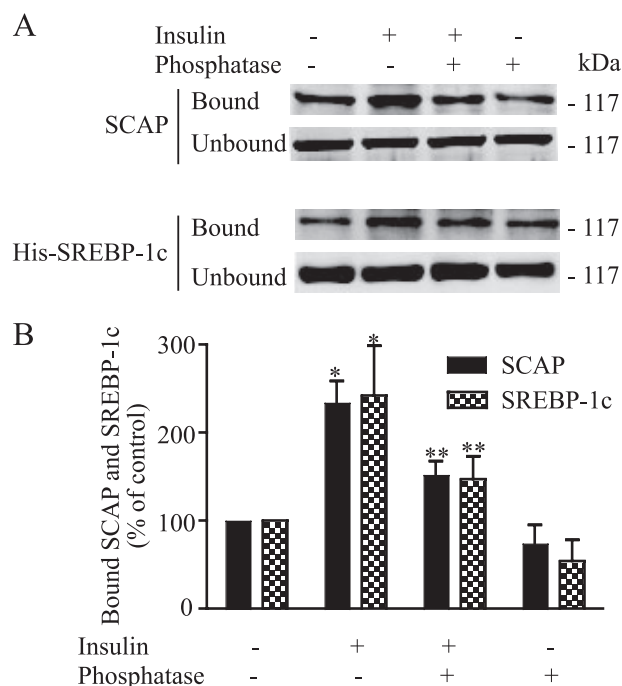 A
Insulin - + + -
Phosphatase - - + + kDa
SCAP
Bound - 117
Unbound - 117
His-SREBP-1c
Bound - 117
Unbound - 117
B
Bound SCAP and SREBP-1c
(% of control)
300
200
100
0
* *
** **
SCAP
SREBP-1c
Insulin - + + -
Phosphatase - - + +